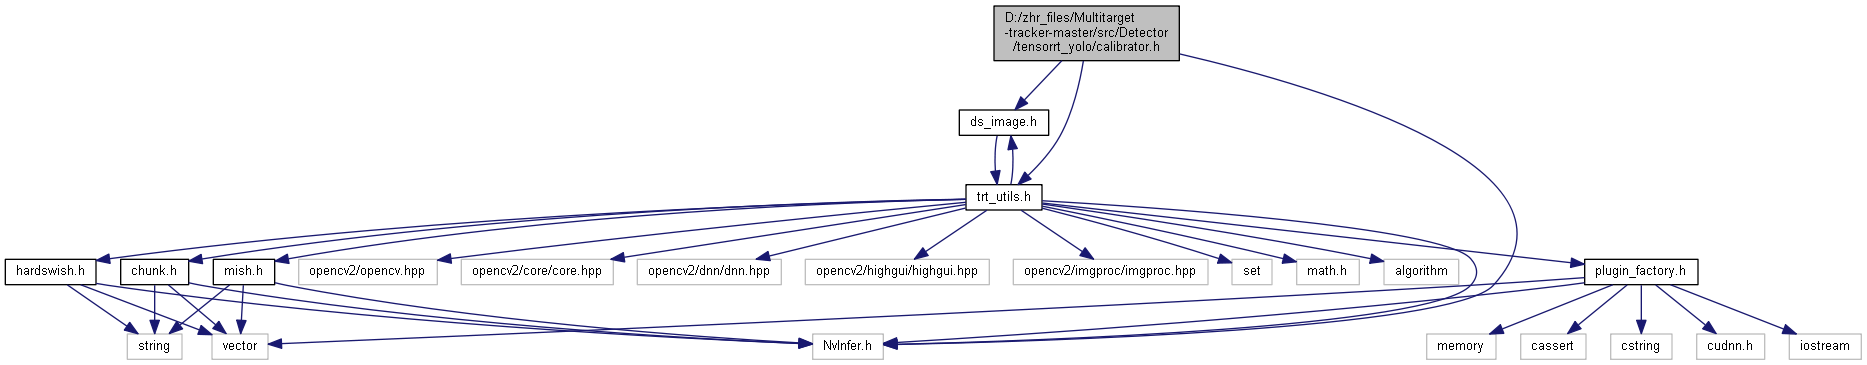 D:/zhr_files/Multitarget
-tracker-master/src/Detector
/tensorrt_yolo/calibrator.h
ds_image.h
trt_utils.h
hardswish.h
chunk.h
mish.h
opencv2/opencv.hpp
opencv2/core/core.hpp
opencv2/dnn/dnn.hpp
opencv2/highgui/highgui.hpp
opencv2/imgproc/imgproc.hpp
set
math.h
algorithm
plugin_factory.h
string
vector
NvInfer.h
memory
cassert
cstring
cudnn.h
iostream